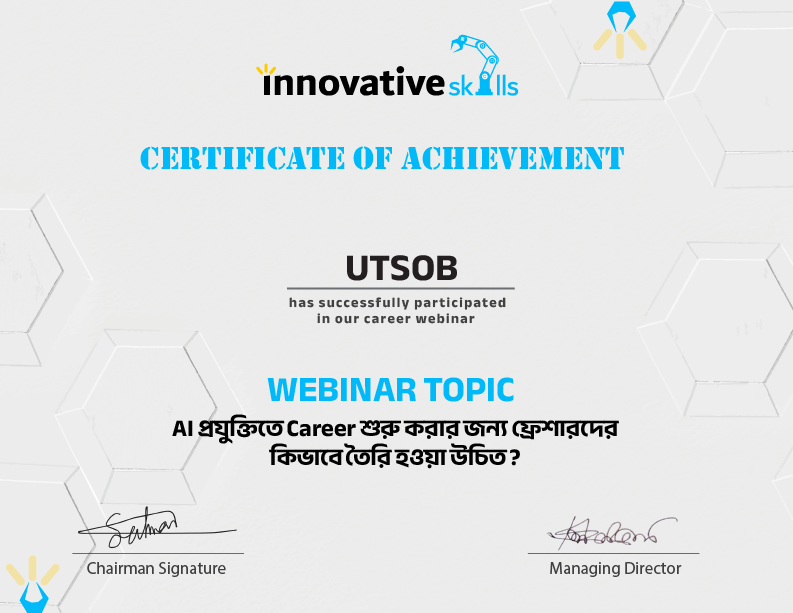 innovative skills
CERTIFICATE OF ACHIEVEMENT
UTSOB
has successfully participated
in our career webinar
WEBINAR TOPIC
AI প্রযুক্তিতে Career শুরু করার জন্য ফ্রেশারদের
কিভাবে তৈরি হওয়া উচিত ?
Chairman Signature
Managing Director